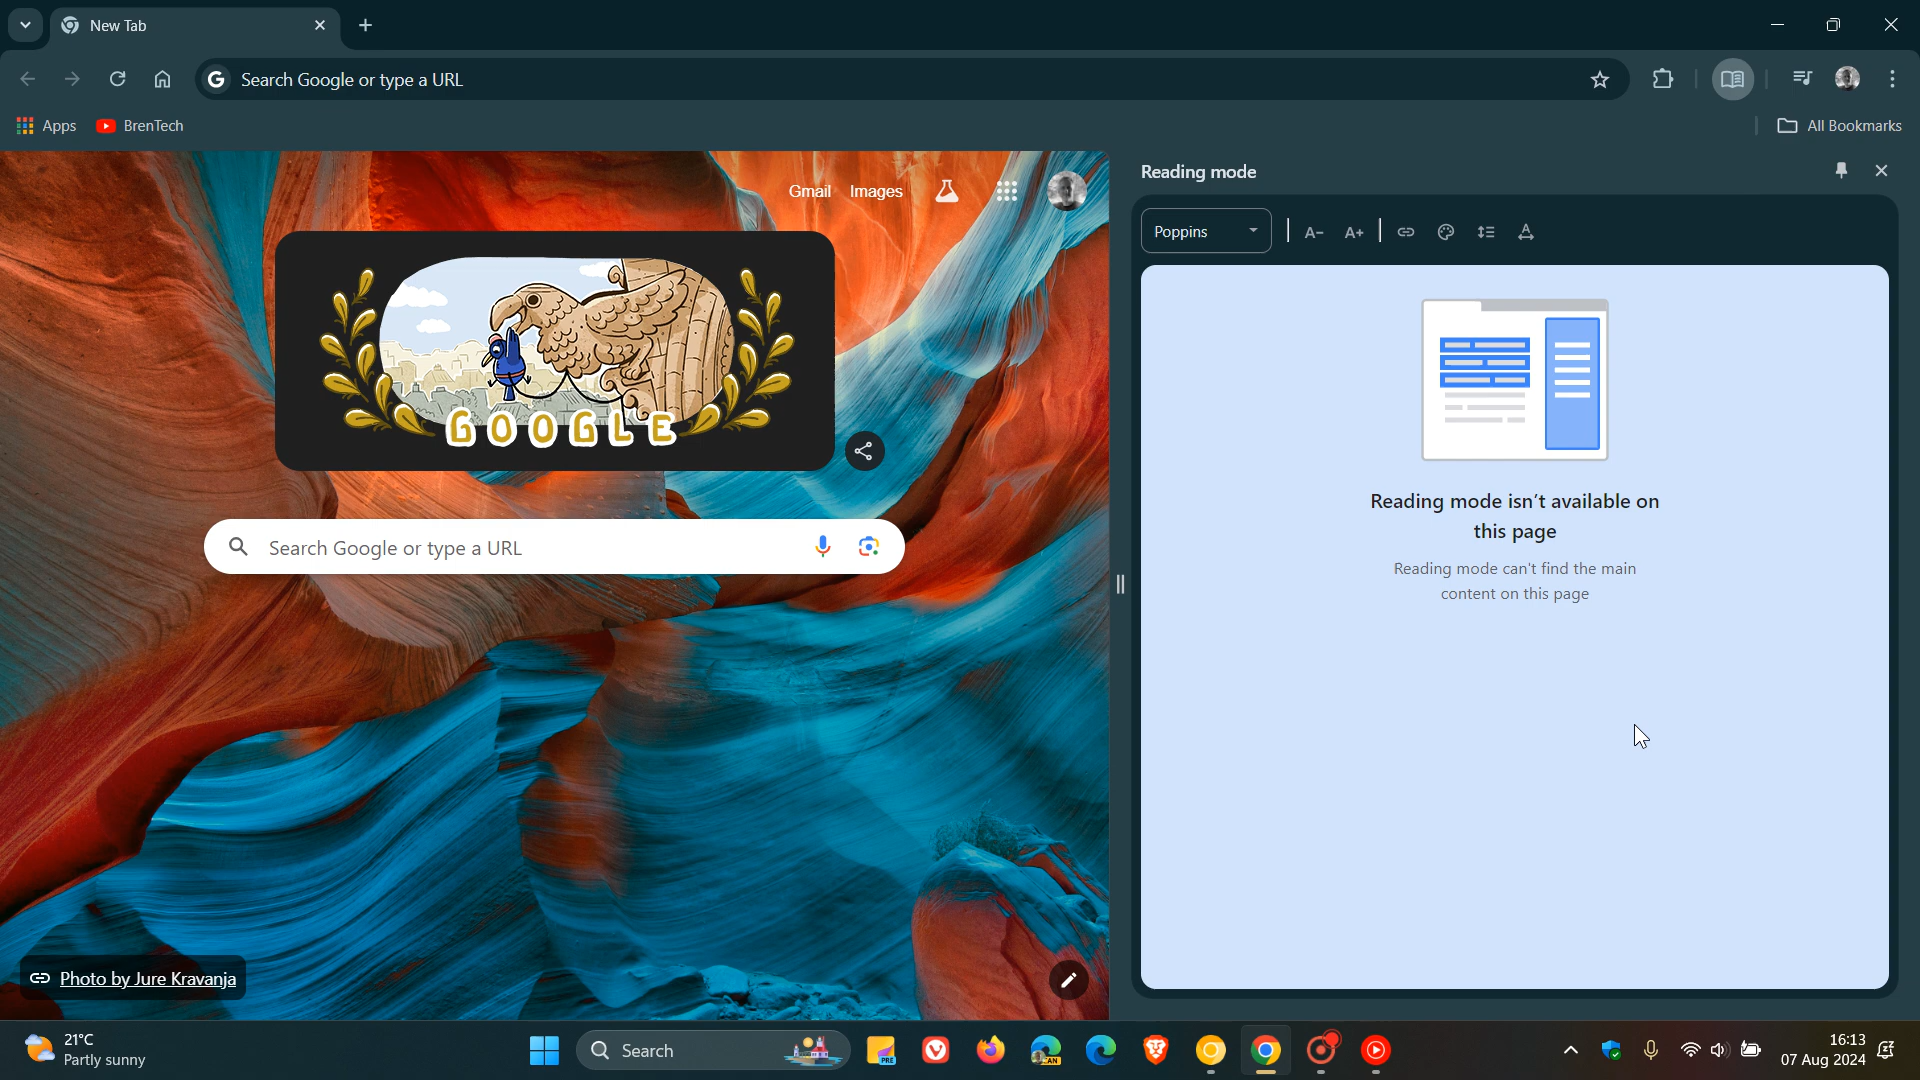 New Tab
Search Google or type a URL
Apps
BrenTech
All Bookmarks
Gmail
Images
GOOGLE
Search Google or type a URL
Photo by Jure Kravanja
Reading mode
Poppins
A-
A+
Reading mode isn't available on
this page
Reading mode can't find the main
content on this page
21°C
Partly sunny
Search
PRE
CAN
16:13
07 Aug 2024